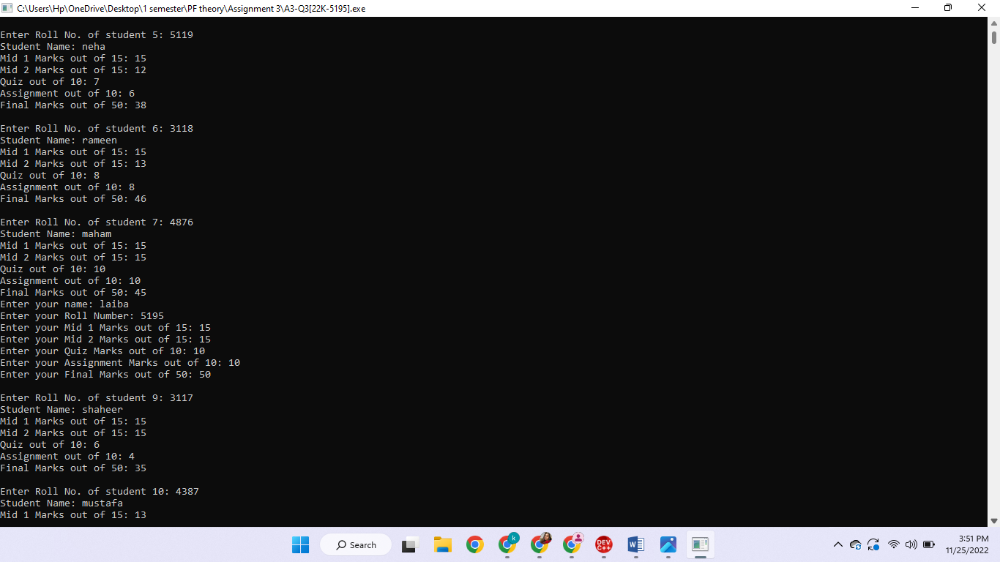 C:\Users\Hp\OneDrive\Desktop\1 semester\PF theory\Assignment 3\A3-Q3[22K-5195].exe
Enter Roll No. of student 5: 5119
Student Name: neha
Mid 1 Marks out of 15: 15
Mid 2 Marks out of 15: 12
Quiz out of 10: 7
Assignment out of 10: 6
Final Marks out of 50: 38
Enter Roll No. of student 6: 3118
Student Name: rameen
Mid 1 Marks out of 15: 15
Mid 2 Marks out of 15: 13
Quiz out of 10: 8
Assignment out of 10: 8
Final Marks out of 50: 46
Enter Roll No. of student 7: 4876
Student Name: maham
Mid 1 Marks out of 15: 15
Mid 2 Marks out of 15: 15
Quiz out of 10: 10
Assignment out of 10: 10
Final Marks out of 50: 45
Enter your name: laiba
Enter your Roll Number: 5195
Enter your Mid 1 Marks out of 15: 15
Enter your Mid 2 Marks out of 15: 15
Enter your Quiz Marks out of 10: 10
Enter your Assignment Marks out of 10: 10
Enter your Final Marks out of 50: 50
Enter Roll No. of student 9: 3117
Student Name: shaheer
Mid 1 Marks out of 15: 15
Mid 2 Marks out of 15: 15
Quiz out of 10: 6
Assignment out of 10: 4
Final Marks out of 50: 35
Enter Roll No. of student 10: 4387
Student Name: mustafa
Mid 1 Marks out of 15: 13
Search
k
DEV C++
W
3:51 PM
11/25/2022